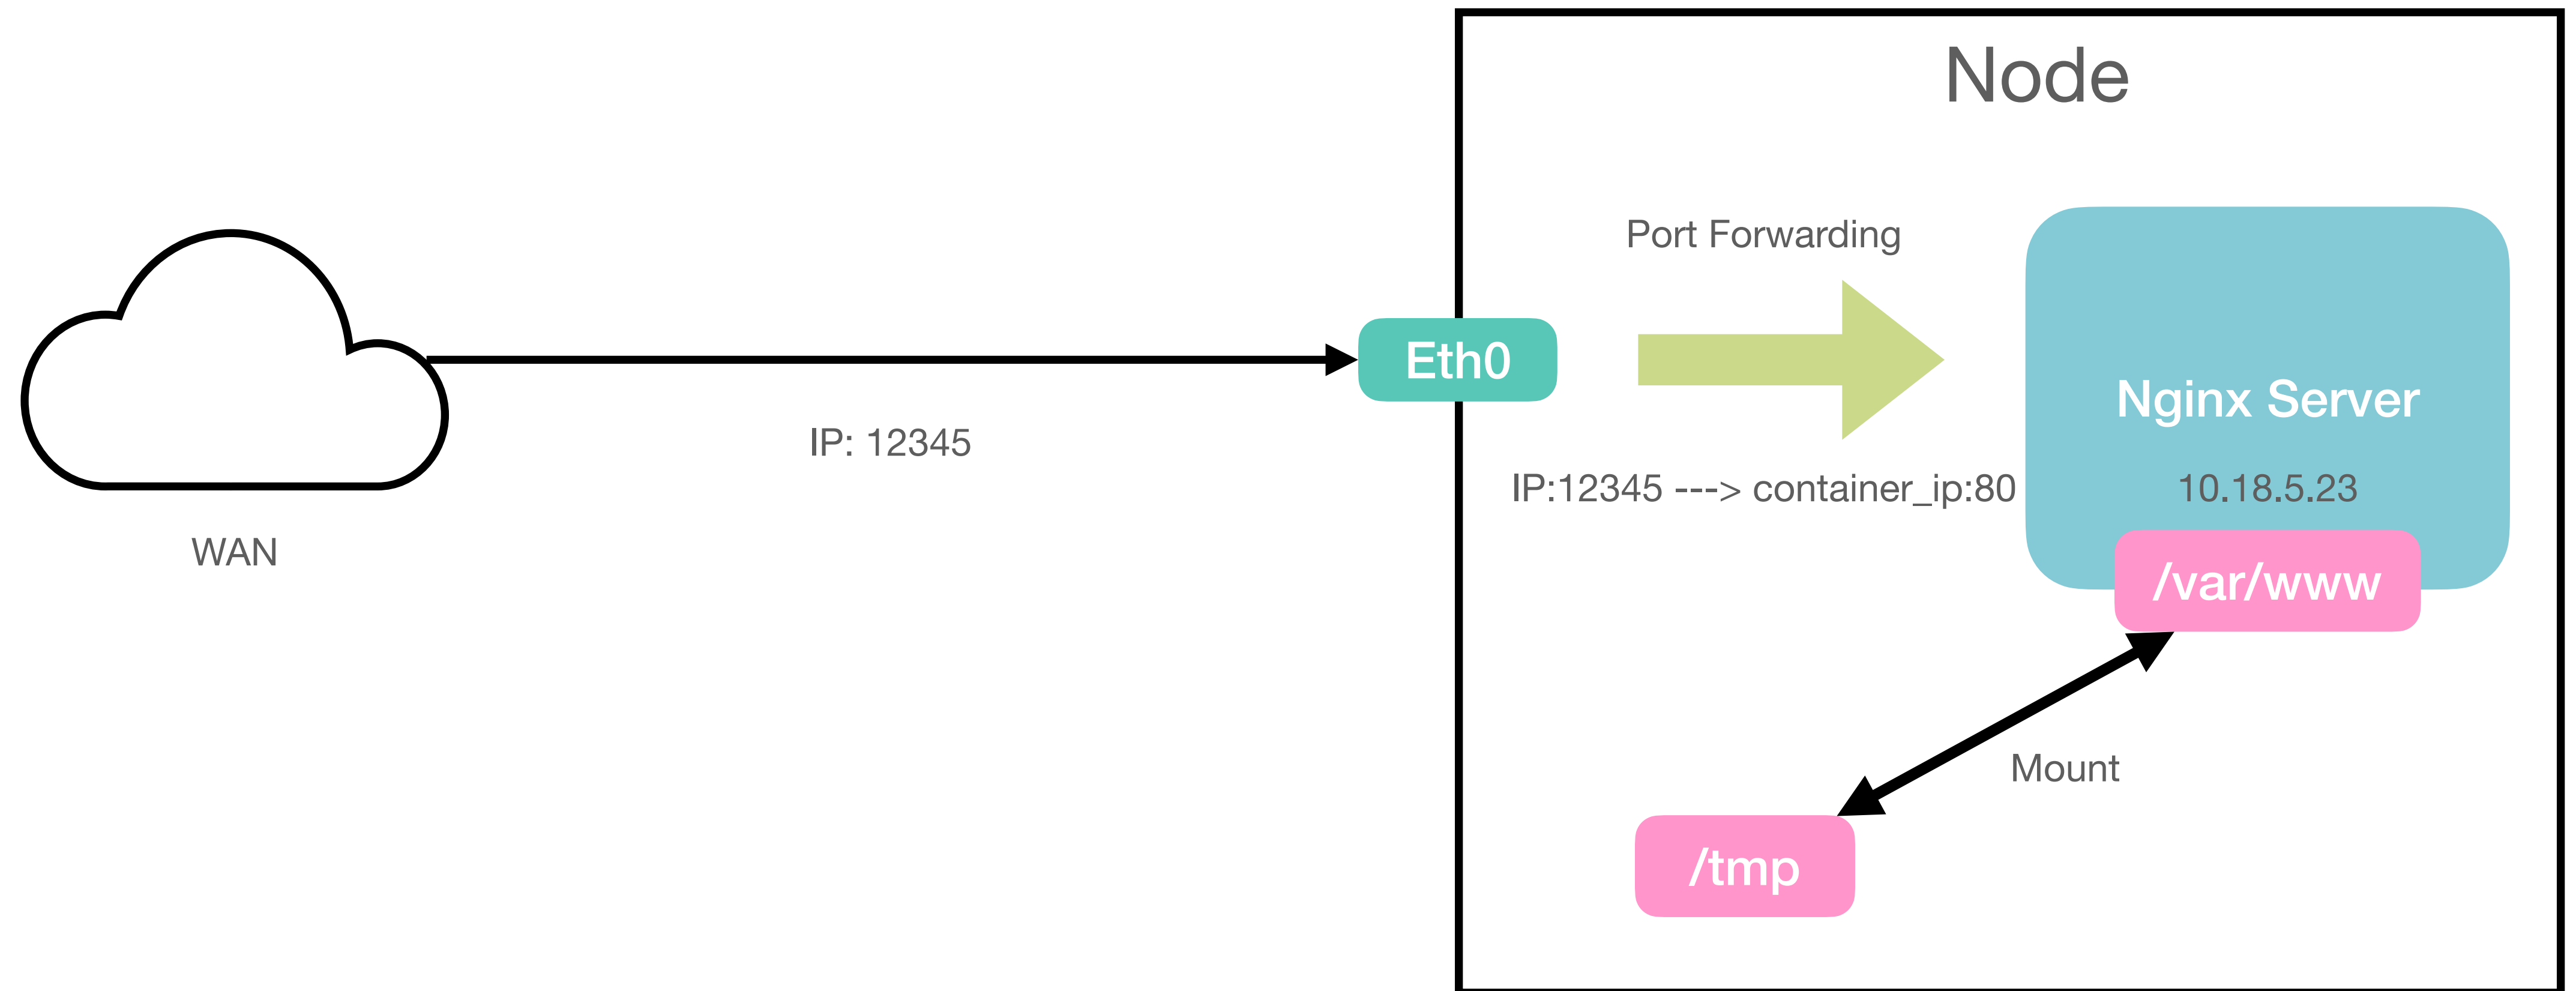 Node
Port Forwarding
Eth0
Nginx Server
IP: 12345
IP:12345 ---> container_ip:80
10.18.5.23
WAN
/var/www
Mount
/tmp